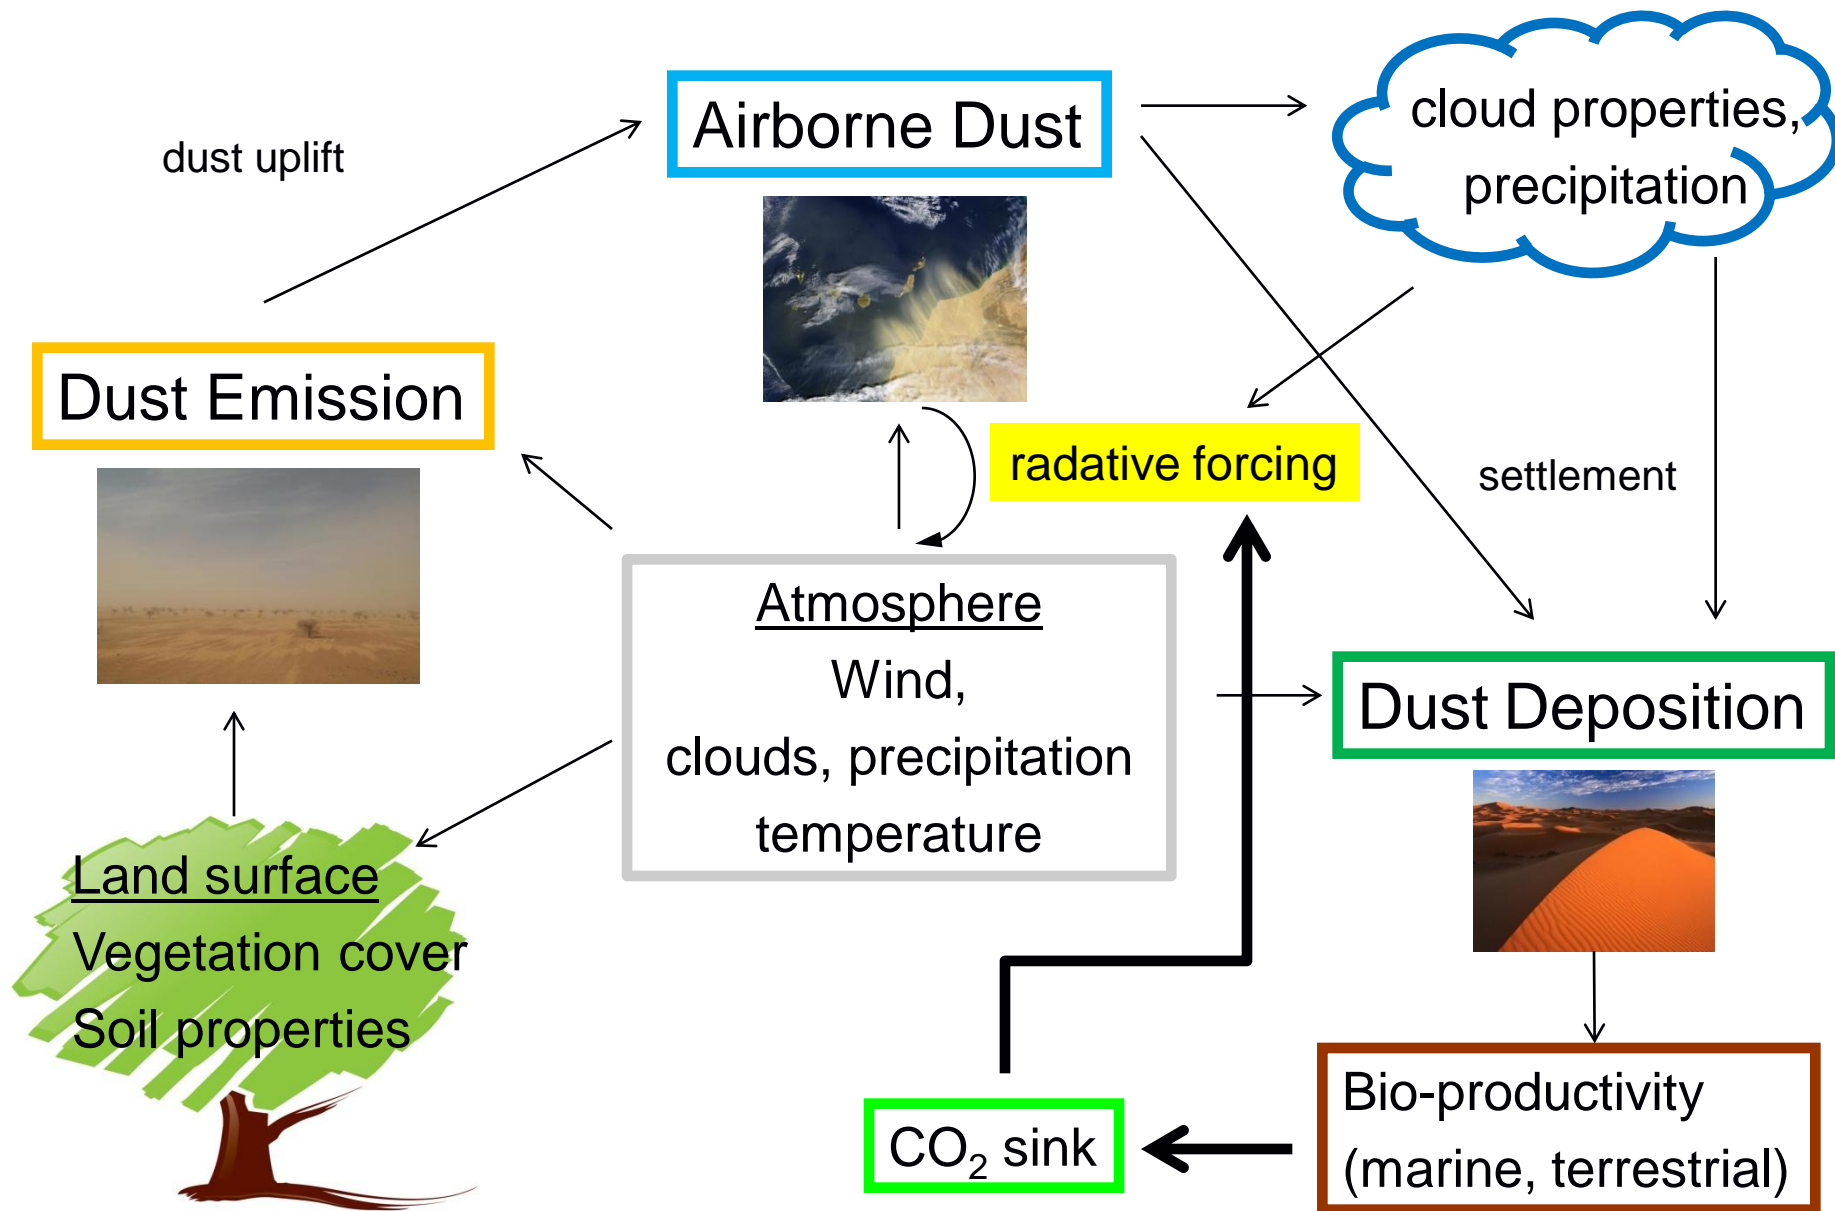 Airborne Dust
cloud properties,
precipitation
dust uplift
Dust Emission
radative forcing
settlement
Atmosphere
Wind,
clouds, precipitation
temperature
Dust Deposition
Land surface
Vegetation cover
Soil properties
CO₂ sink
Bio-productivity
(marine, terrestrial)